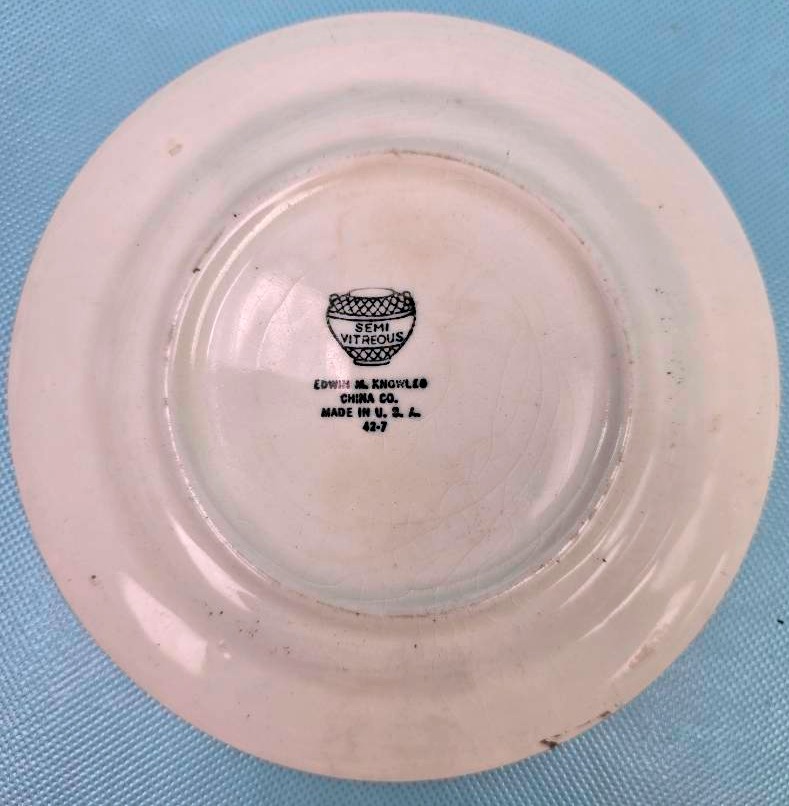 SEMI
VITREOUS
EDWIN M. KNOWLES
CHINA CO.
MADE IN U. S. A.
42-7